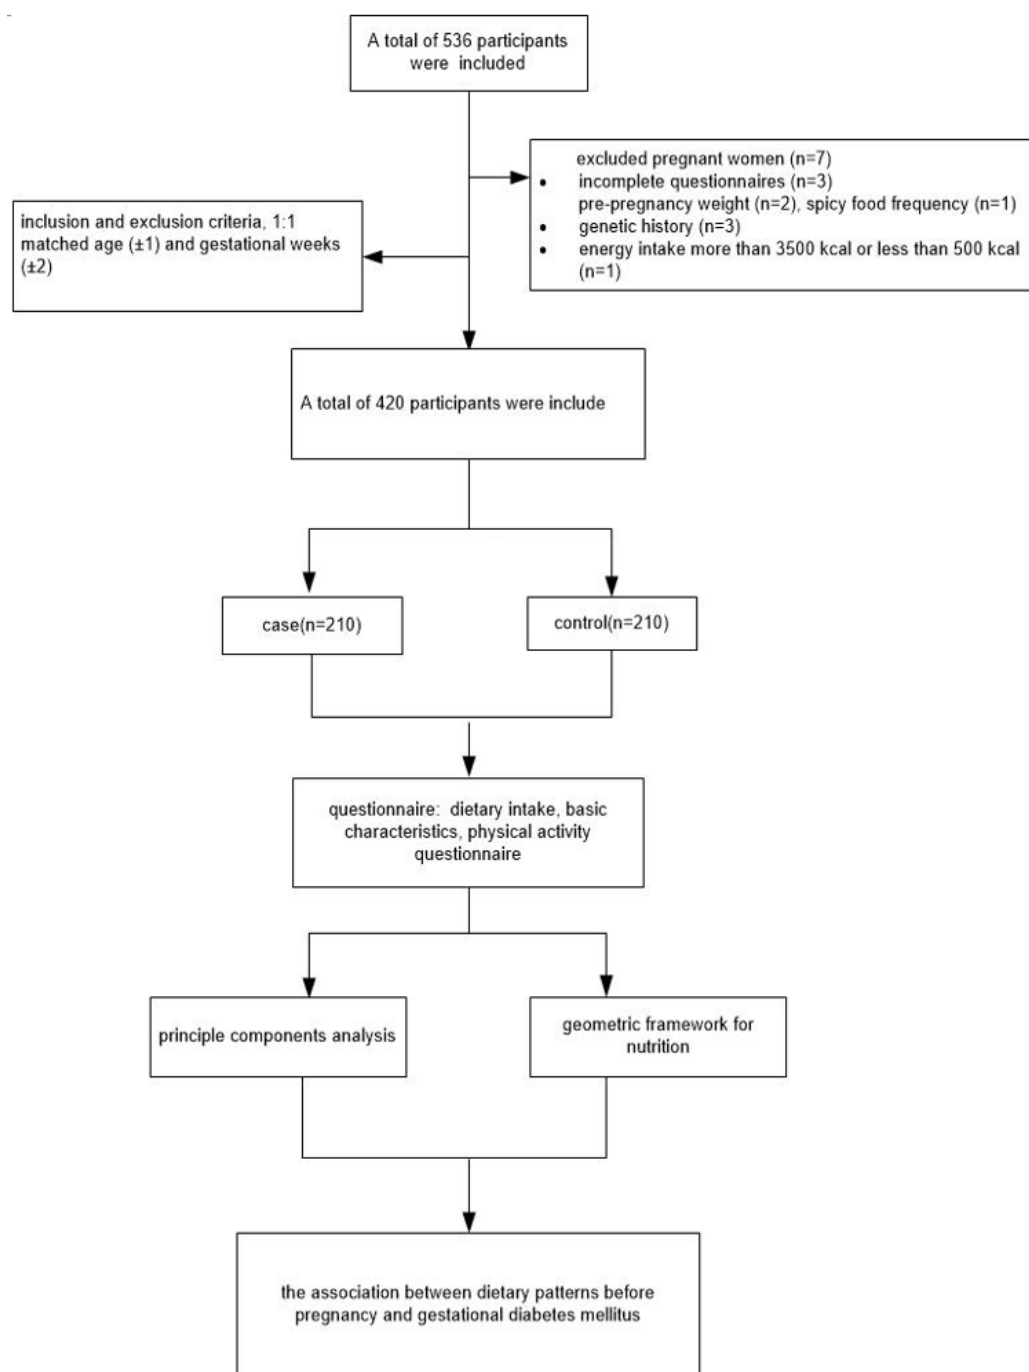 A total of 536 participants
were included
excluded pregnant women (n=7)
• incomplete questionnaires (n=3)
pre-pregnancy weight (n=2), spicy food frequency (n=1)
• genetic history (n=3)
• energy intake more than 3500 kcal or less than 500 kcal
(n=1)
inclusion and exclusion criteria, 1:1
matched age (±1) and gestational weeks
(±2)
A total of 420 participants were include
case(n=210)
control(n=210)
questionnaire: dietary intake, basic
characteristics, physical activity
questionnaire
principle components analysis
geometric framework for
nutrition
the association between dietary patterns before
pregnancy and gestational diabetes mellitus